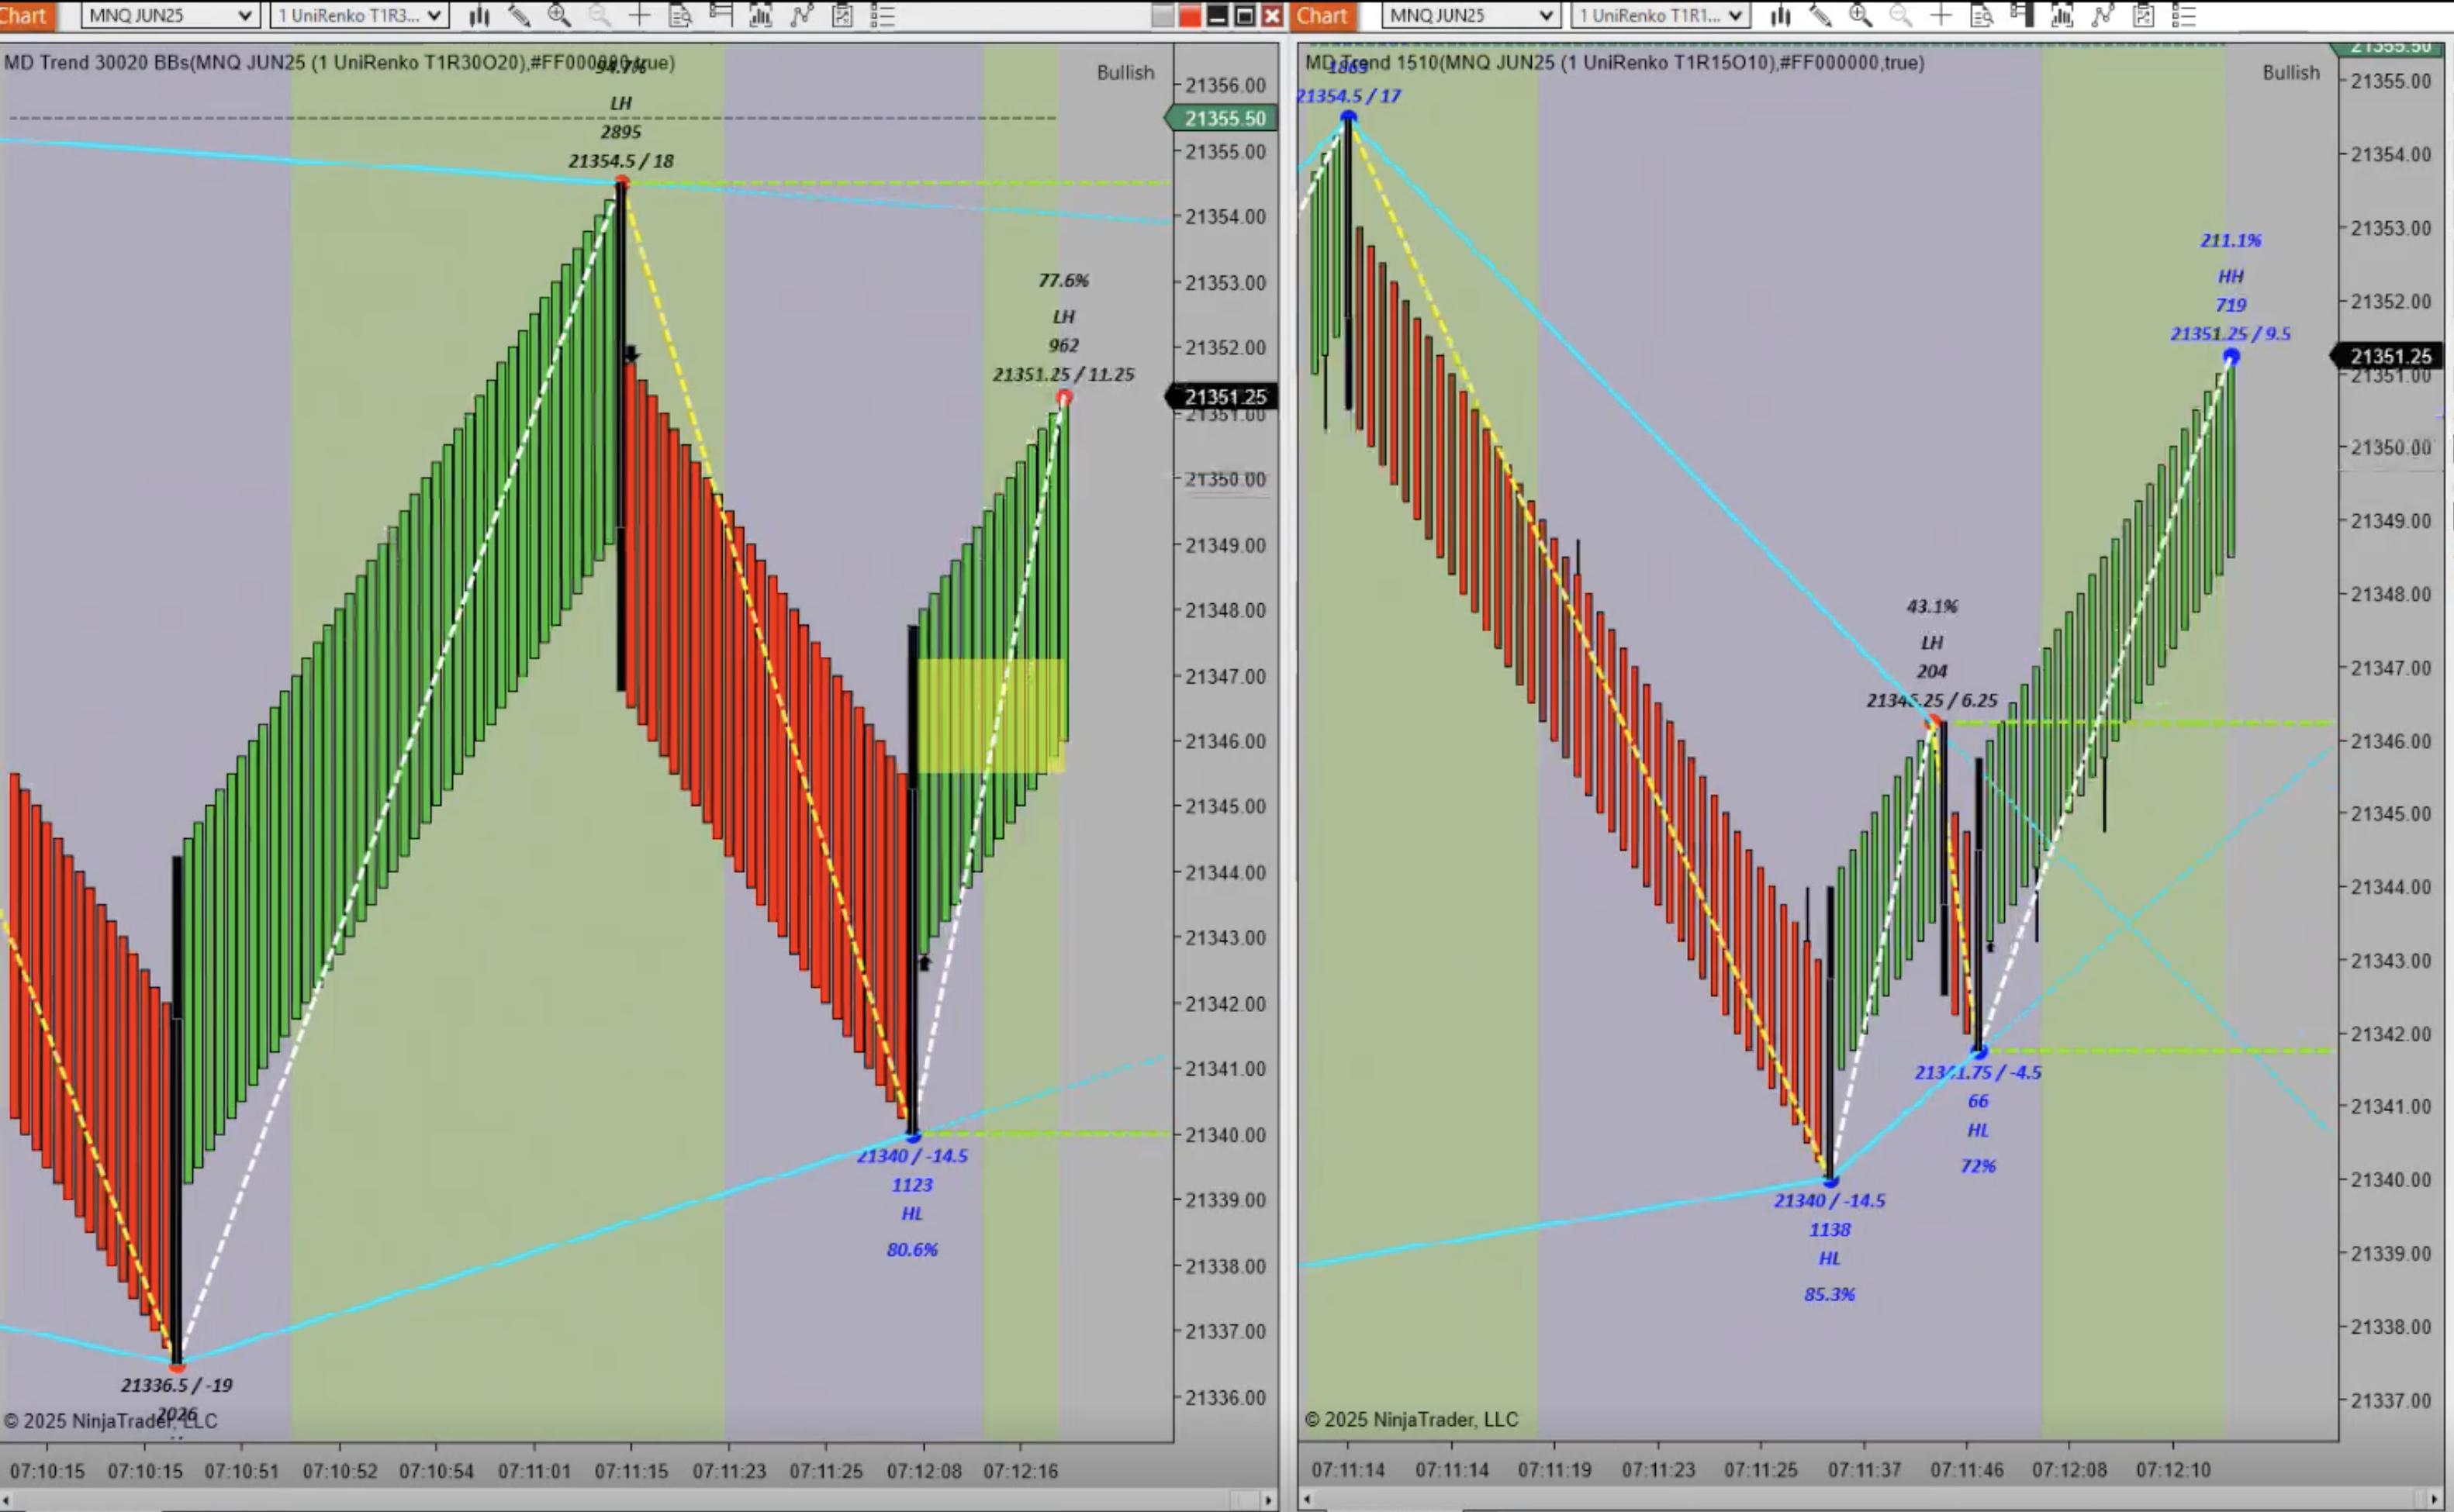 Chart
MNQ JUN25
1 UniRenko T1R3...
MD Trend 30020 BBs(MNQ JUN25 (1 UniRenko T1R30O20),#FF000000,true)
94.7%
Bullish
LH
2895
21354.5 / 18
77.6%
LH
962
21351.25 / 11.25
21340 / -14.5
1123
HL
80.6%
21336.5 / -19
2026
© 2025 NinjaTrader, LLC
21356.00
21355.50
21355.00
21354.00
21353.00
21352.00
21351.25
21351.00
21350.00
21349.00
21348.00
21347.00
21346.00
21345.00
21344.00
21343.00
21342.00
21341.00
21340.00
21339.00
21338.00
21337.00
21336.00
07:10:15 07:10:15 07:10:51 07:10:52 07:10:54 07:11:01 07:11:15 07:11:23 07:11:25 07:12:08 07:12:16
Chart
MNQ JUN25
1 UniRenko T1R1...
MD Trend 1510(MNQ JUN25 (1 UniRenko T1R15O10),#FF000000,true)
1863
Bullish
21354.5 / 17
211.1%
HH
719
21351.25 / 9.5
43.1%
LH
204
21346.25 / 6.25
21341.75 / -4.5
66
HL
72%
21340 / -14.5
1138
HL
85.3%
© 2025 NinjaTrader, LLC
21355.50
21355.00
21354.00
21353.00
21352.00
21351.25
21351.00
21350.00
21349.00
21348.00
21347.00
21346.00
21345.00
21344.00
21343.00
21342.00
21341.00
21340.00
21339.00
21338.00
21337.00
07:11:14 07:11:14 07:11:19 07:11:23 07:11:25 07:11:37 07:11:46 07:12:08 07:12:10